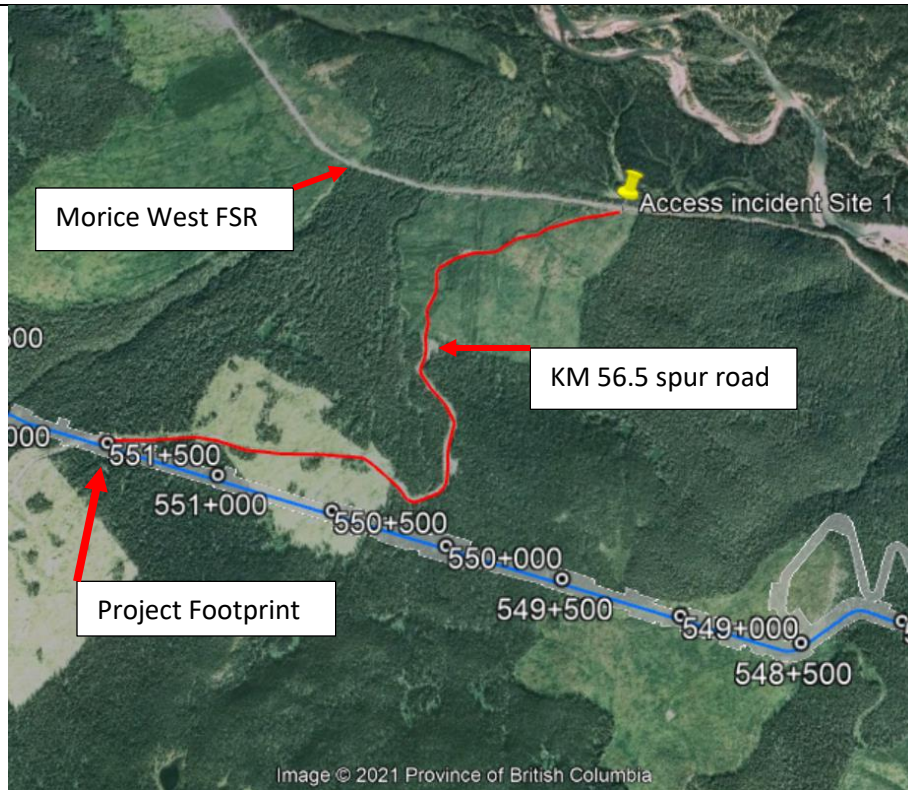 Morice West FSR
Access incident Site 1
500
KM 56.5 spur road
000
551+500
551+000
550+500
550+000
549+500
549+000
548+500
Project Footprint
Image © 2021 Province of British Columbia